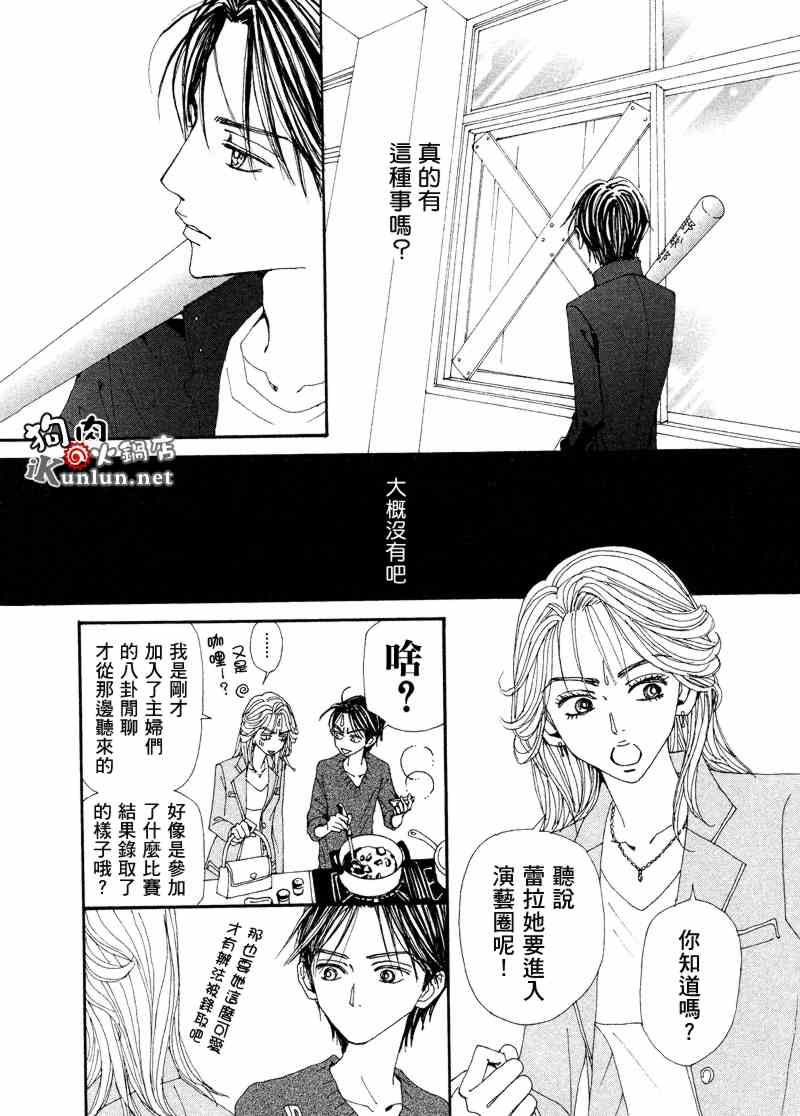 真的有
這種事嗎？
野球部
狗肉@火鍋店
iKunlun.net
大概沒有吧
你知道嗎？
聽說
蕾拉她要進入
演藝圈呢！
啥？
……
又是
咖哩～？
我是剛才
加入了主婦們
的八卦閒聊
才從那邊聽來的
好像是參加
了什麼比賽
結果錄取了
的樣子哦？
那也要她這麼可愛
才有辦法被錄取吧